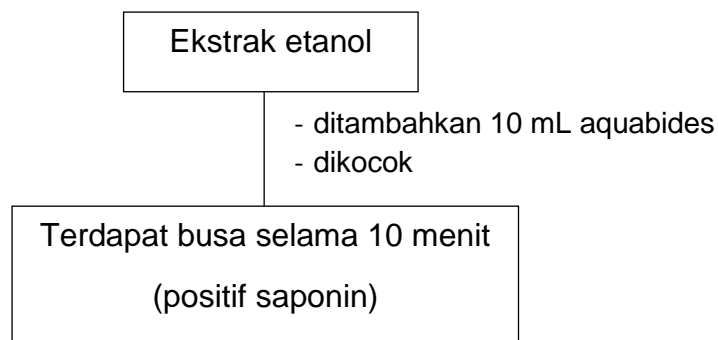 Ekstrak etanol
- ditambahkan 10 mL aquabides
- dikocok
Terdapat busa selama 10 menit
(positif saponin)